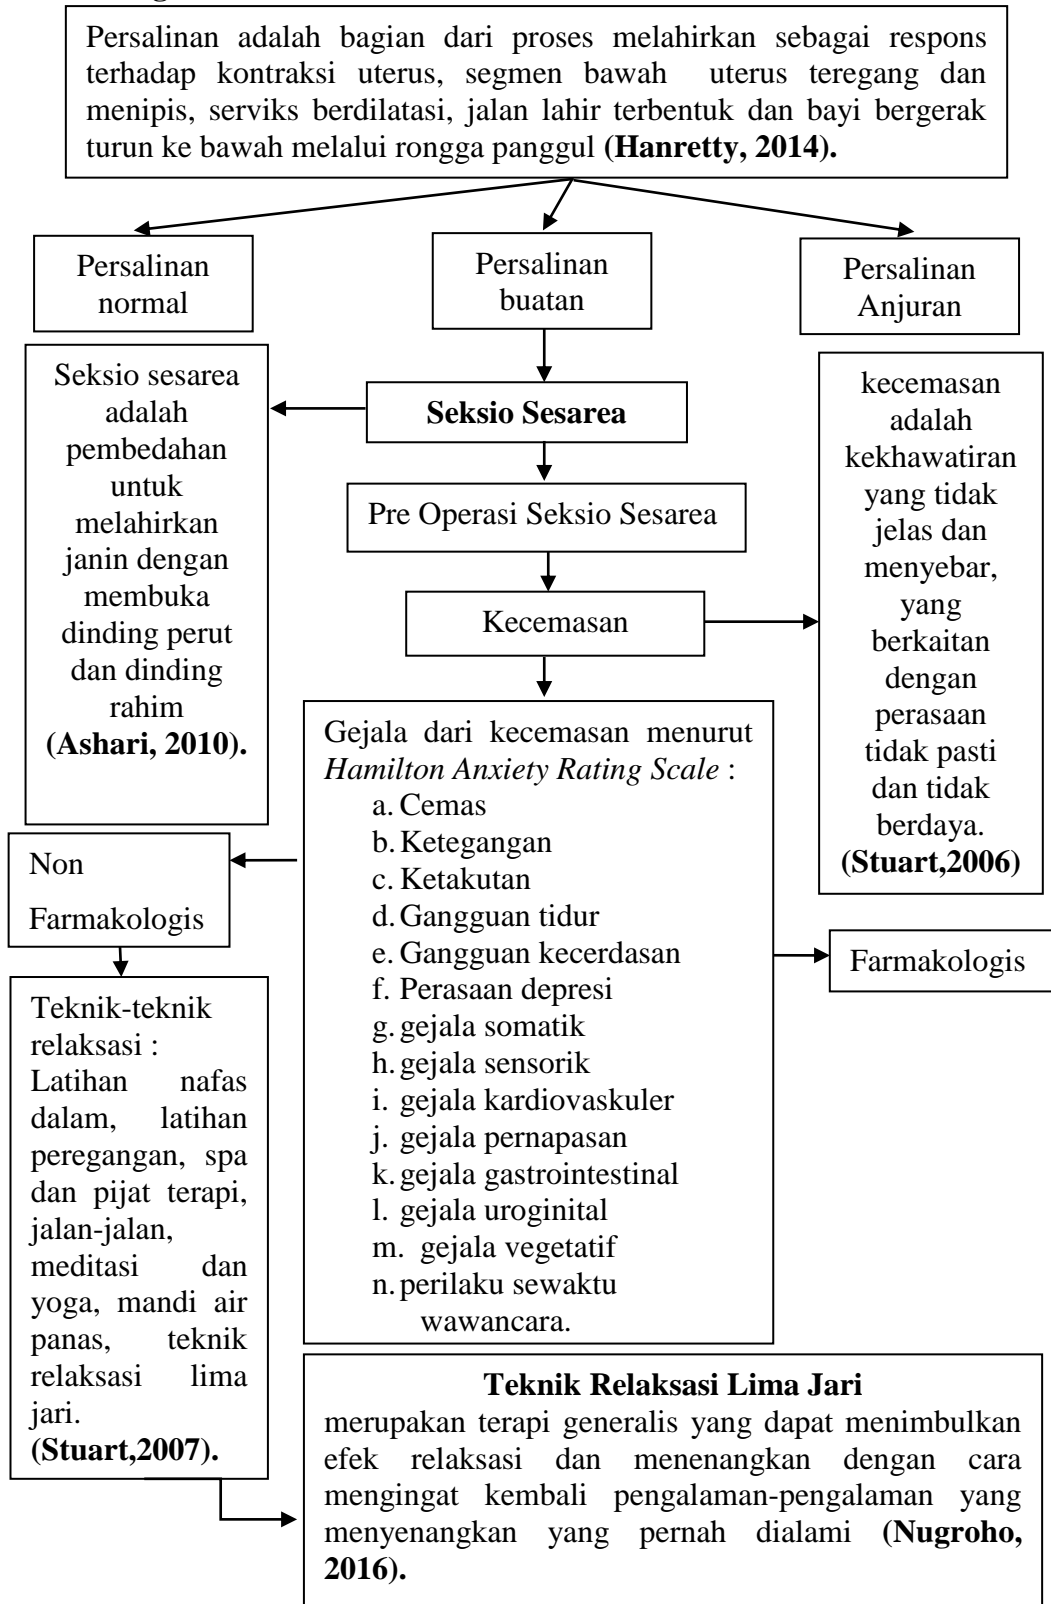 Persalinan adalah bagian dari proses melahirkan sebagai respons
terhadap kontraksi uterus, segmen bawah uterus teregang dan
menipis, serviks berdilatasi, jalan lahir terbentuk dan bayi bergerak
turun ke bawah melalui rongga panggul (Hanretty, 2014).
Persalinan
normal
Persalinan
buatan
Persalinan
Anjuran
Seksio sesarea
adalah
pembedahan
untuk
melahirkan
janin dengan
membuka
dinding perut
dan dinding
rahim
(Ashari, 2010).
Seksio Sesarea
Pre Operasi Seksio Sesarea
Kecemasan
kecemasan
adalah
kekhawatiran
yang tidak
jelas dan
menyebar,
yang
berkaitan
dengan
perasaan
tidak pasti
dan tidak
berdaya.
(Stuart,2006)
Gejala dari kecemasan menurut
Hamilton Anxiety Rating Scale :
a. Cemas
b. Ketegangan
c. Ketakutan
d. Gangguan tidur
e. Gangguan kecerdasan
f. Perasaan depresi
g. gejala somatik
h. gejala sensorik
i. gejala kardiovaskuler
j. gejala pernapasan
k. gejala gastrointestinal
l. gejala uroginital
m. gejala vegetatif
n. perilaku sewaktu
wawancara.
Non
Farmakologis
Farmakologis
Teknik-teknik
relaksasi :
Latihan nafas
dalam, latihan
peregangan, spa
dan pijat terapi,
jalan-jalan,
meditasi dan
yoga, mandi air
panas, teknik
relaksasi lima
jari.
(Stuart,2007).
Teknik Relaksasi Lima Jari
merupakan terapi generalis yang dapat menimbulkan
efek relaksasi dan menenangkan dengan cara
mengingat kembali pengalaman-pengalaman yang
menyenangkan yang pernah dialami (Nugroho,
2016).